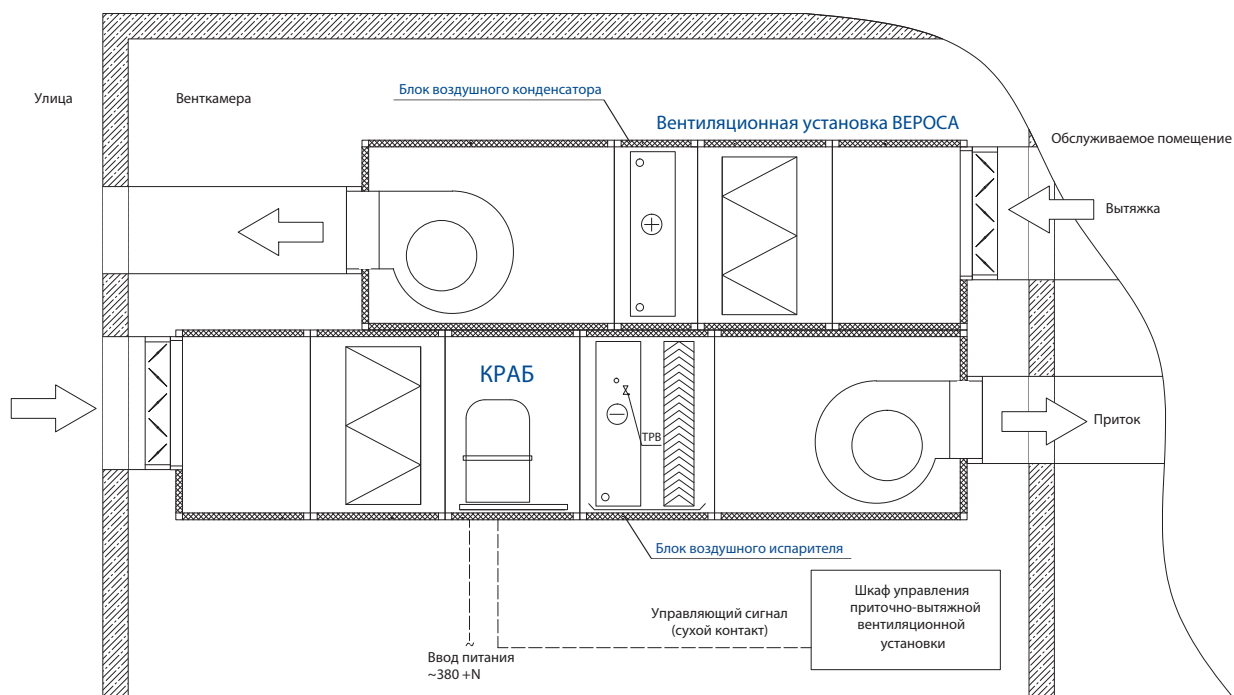 Блок воздушного конденсатора
Улица
Венткамера
Вентиляционная установка ВЕРОСА
Обслуживаемое помещение
Вытяжка
КРАБ
ТРВ
Приток
Блок воздушного испарителя
Управляющий сигнал
(сухой контакт)
Шкаф управления
приточно-вытяжной
вентиляционной
установки
~
Ввод питания
~380 +N